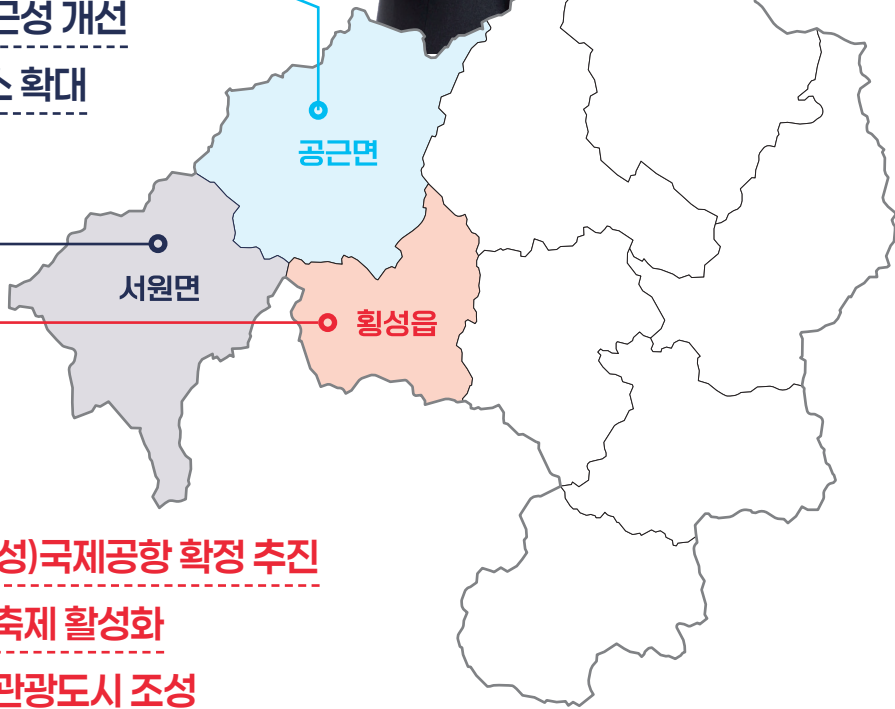 근성 개선
스 확대
공근면
서원면
횡성읍
성)국제공항 확정 추진
축제 활성화
관광도시 조성